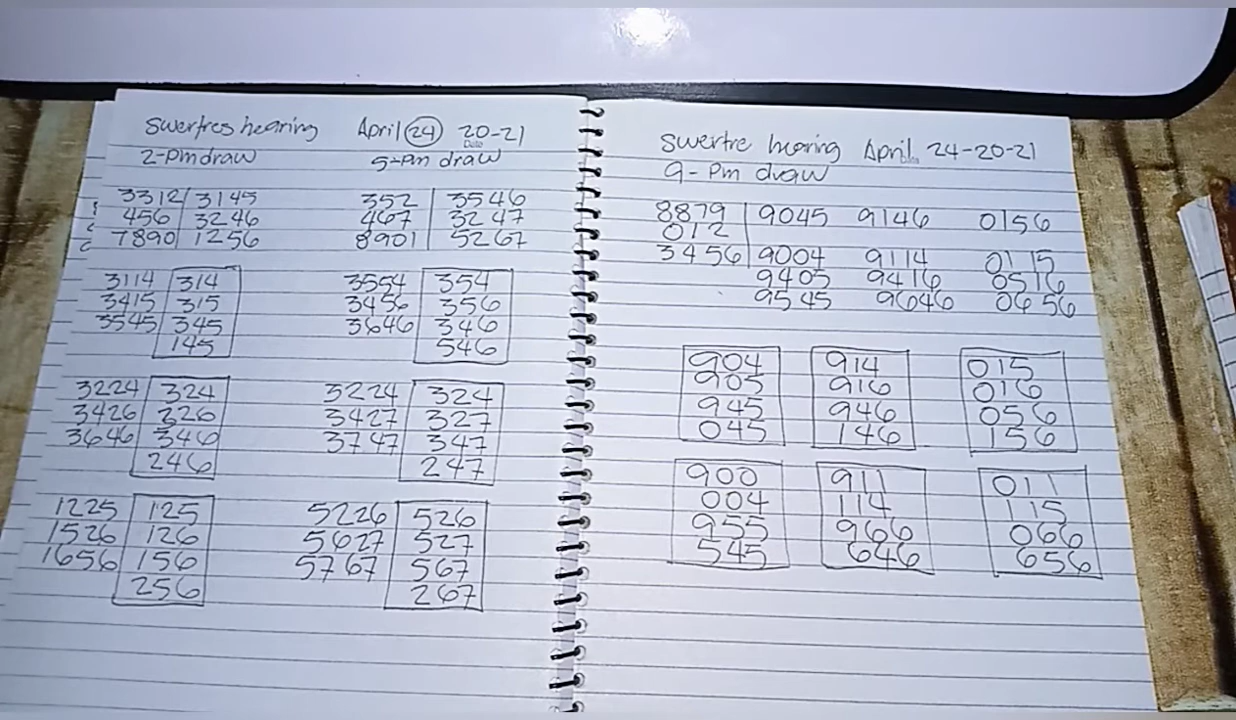 Swertres hearing April 24 20-21
Date
2-pm draw 5-pm draw
3312 3145 352 3546
456 3246 467 3247
7890 1256 8901 5267
3114 314 3554 354
3415 315 3456 356
3545 345 3646 346
145 546
3224 324 3224 324
3426 326 3427 327
3646 346 3747 347
246 247
1225 125 5226 526
1526 126 5627 527
1656 156 5767 567
256 267
Swertre hearing April 24-20-21
9-pm draw
8879 9045 9146 0156
012
3456 9004 9114 0115
9405 9416 0516
9545 9646 0656
904 914 015
905 916 016
945 946 056
045 146 156
900 911 011
004 114 115
955 966 066
545 646 656